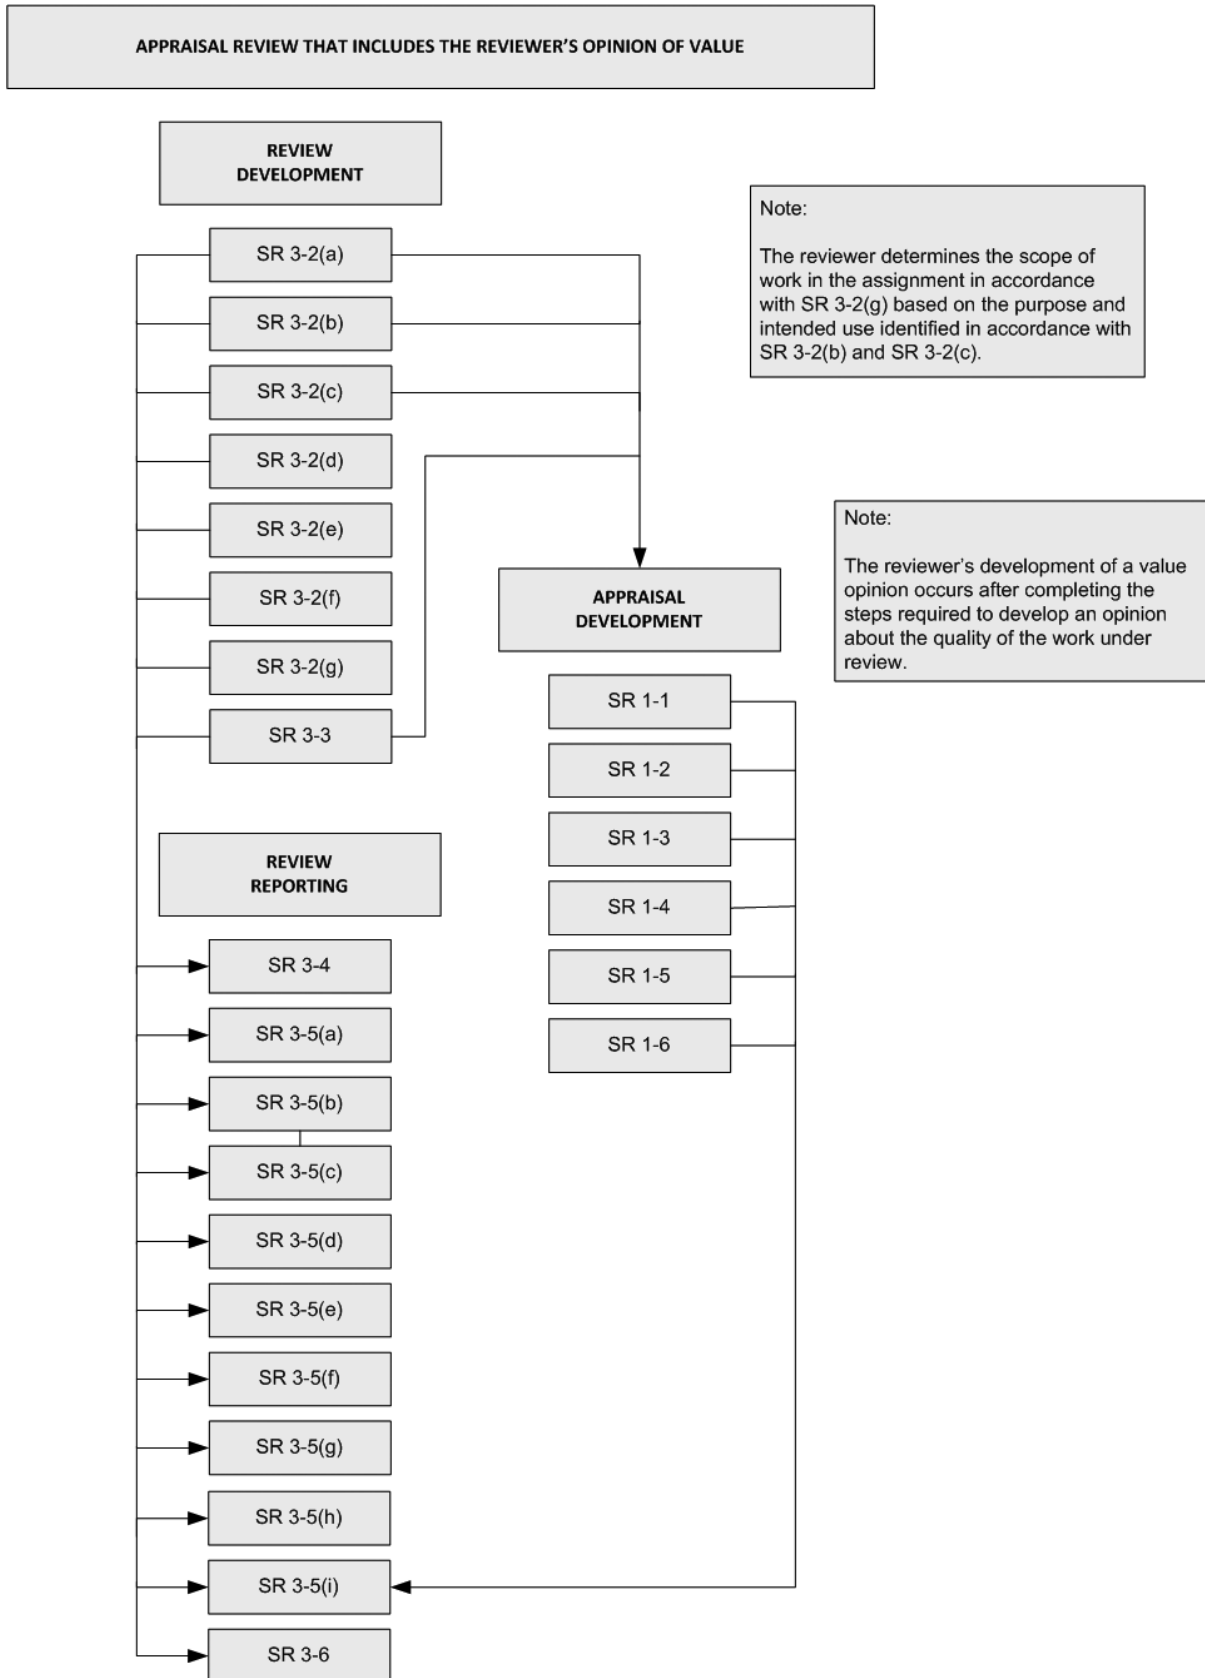 APPRAISAL REVIEW THAT INCLUDES THE REVIEWER'S OPINION OF VALUE
REVIEW
DEVELOPMENT
SR 3-2(a)
SR 3-2(b)
SR 3-2(c)
SR 3-2(d)
SR 3-2(e)
SR 3-2(f)
SR 3-2(g)
SR 3-3
Note:
The reviewer determines the scope of
work in the assignment in accordance
with SR 3-2(g) based on the purpose and
intended use identified in accordance with
SR 3-2(b) and SR 3-2(c).
Note:
The reviewer's development of a value
opinion occurs after completing the
steps required to develop an opinion
about the quality of the work under
review.
APPRAISAL
DEVELOPMENT
SR 1-1
SR 1-2
SR 1-3
SR 1-4
SR 1-5
SR 1-6
REVIEW
REPORTING
SR 3-4
SR 3-5(a)
SR 3-5(b)
SR 3-5(c)
SR 3-5(d)
SR 3-5(e)
SR 3-5(f)
SR 3-5(g)
SR 3-5(h)
SR 3-5(i)
SR 3-6